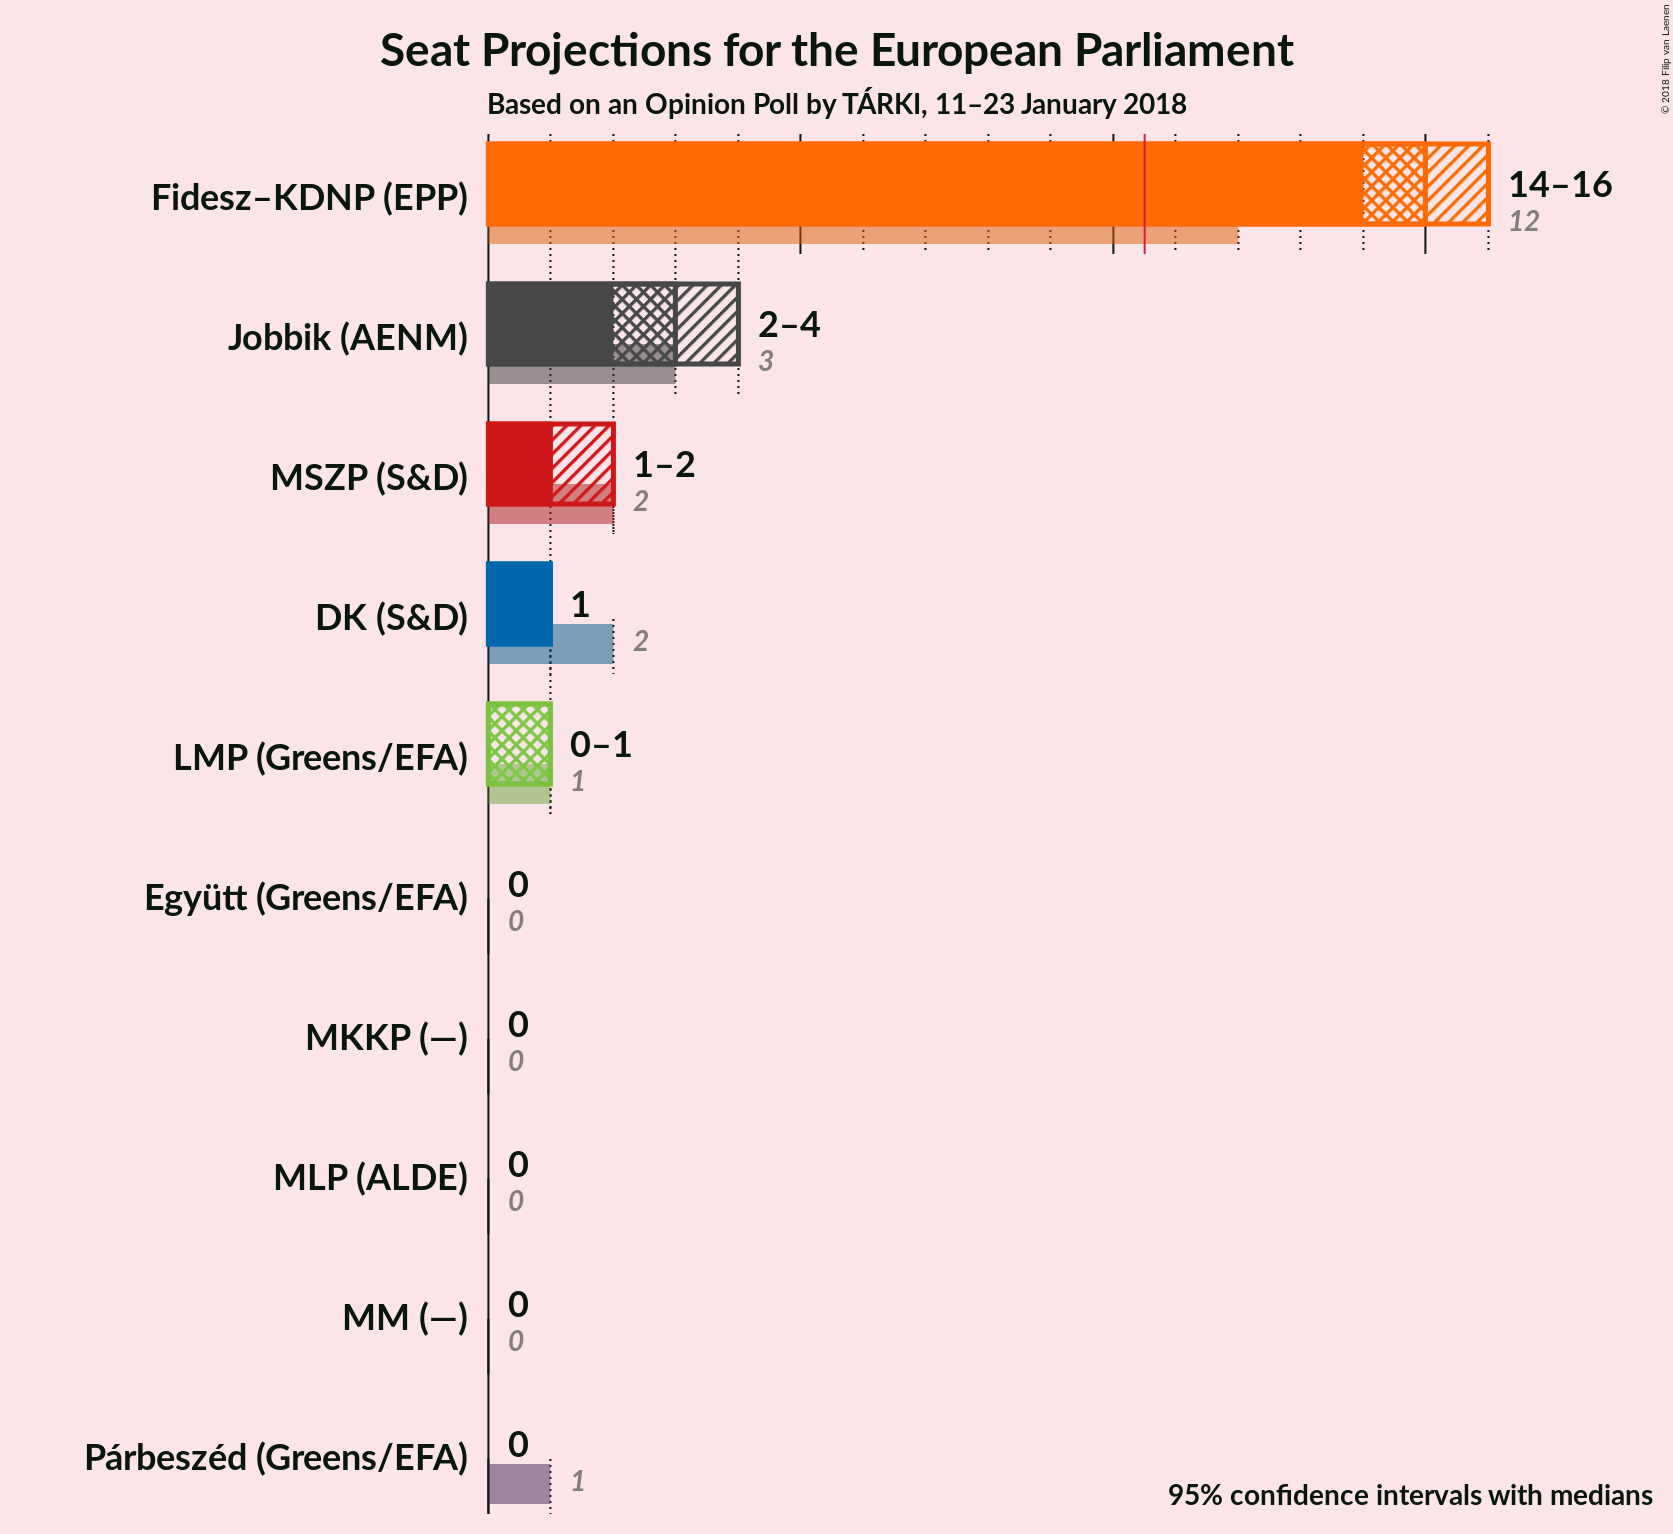 Seat Projections for the European Parliament
Based on an Opinion Poll by TÁRKI, 11–23 January 2018
© 2018 Filip van Laenen
Fidesz–KDNP (EPP)
14–16
12
Jobbik (AENM)
2–4
3
MSZP (S&D)
1–2
2
DK (S&D)
1
2
LMP (Greens/EFA)
0–1
1
Együtt (Greens/EFA)
0
0
MKKP (—)
0
0
MLP (ALDE)
0
0
MM (—)
0
0
Párbeszéd (Greens/EFA)
0
1
95% confidence intervals with medians